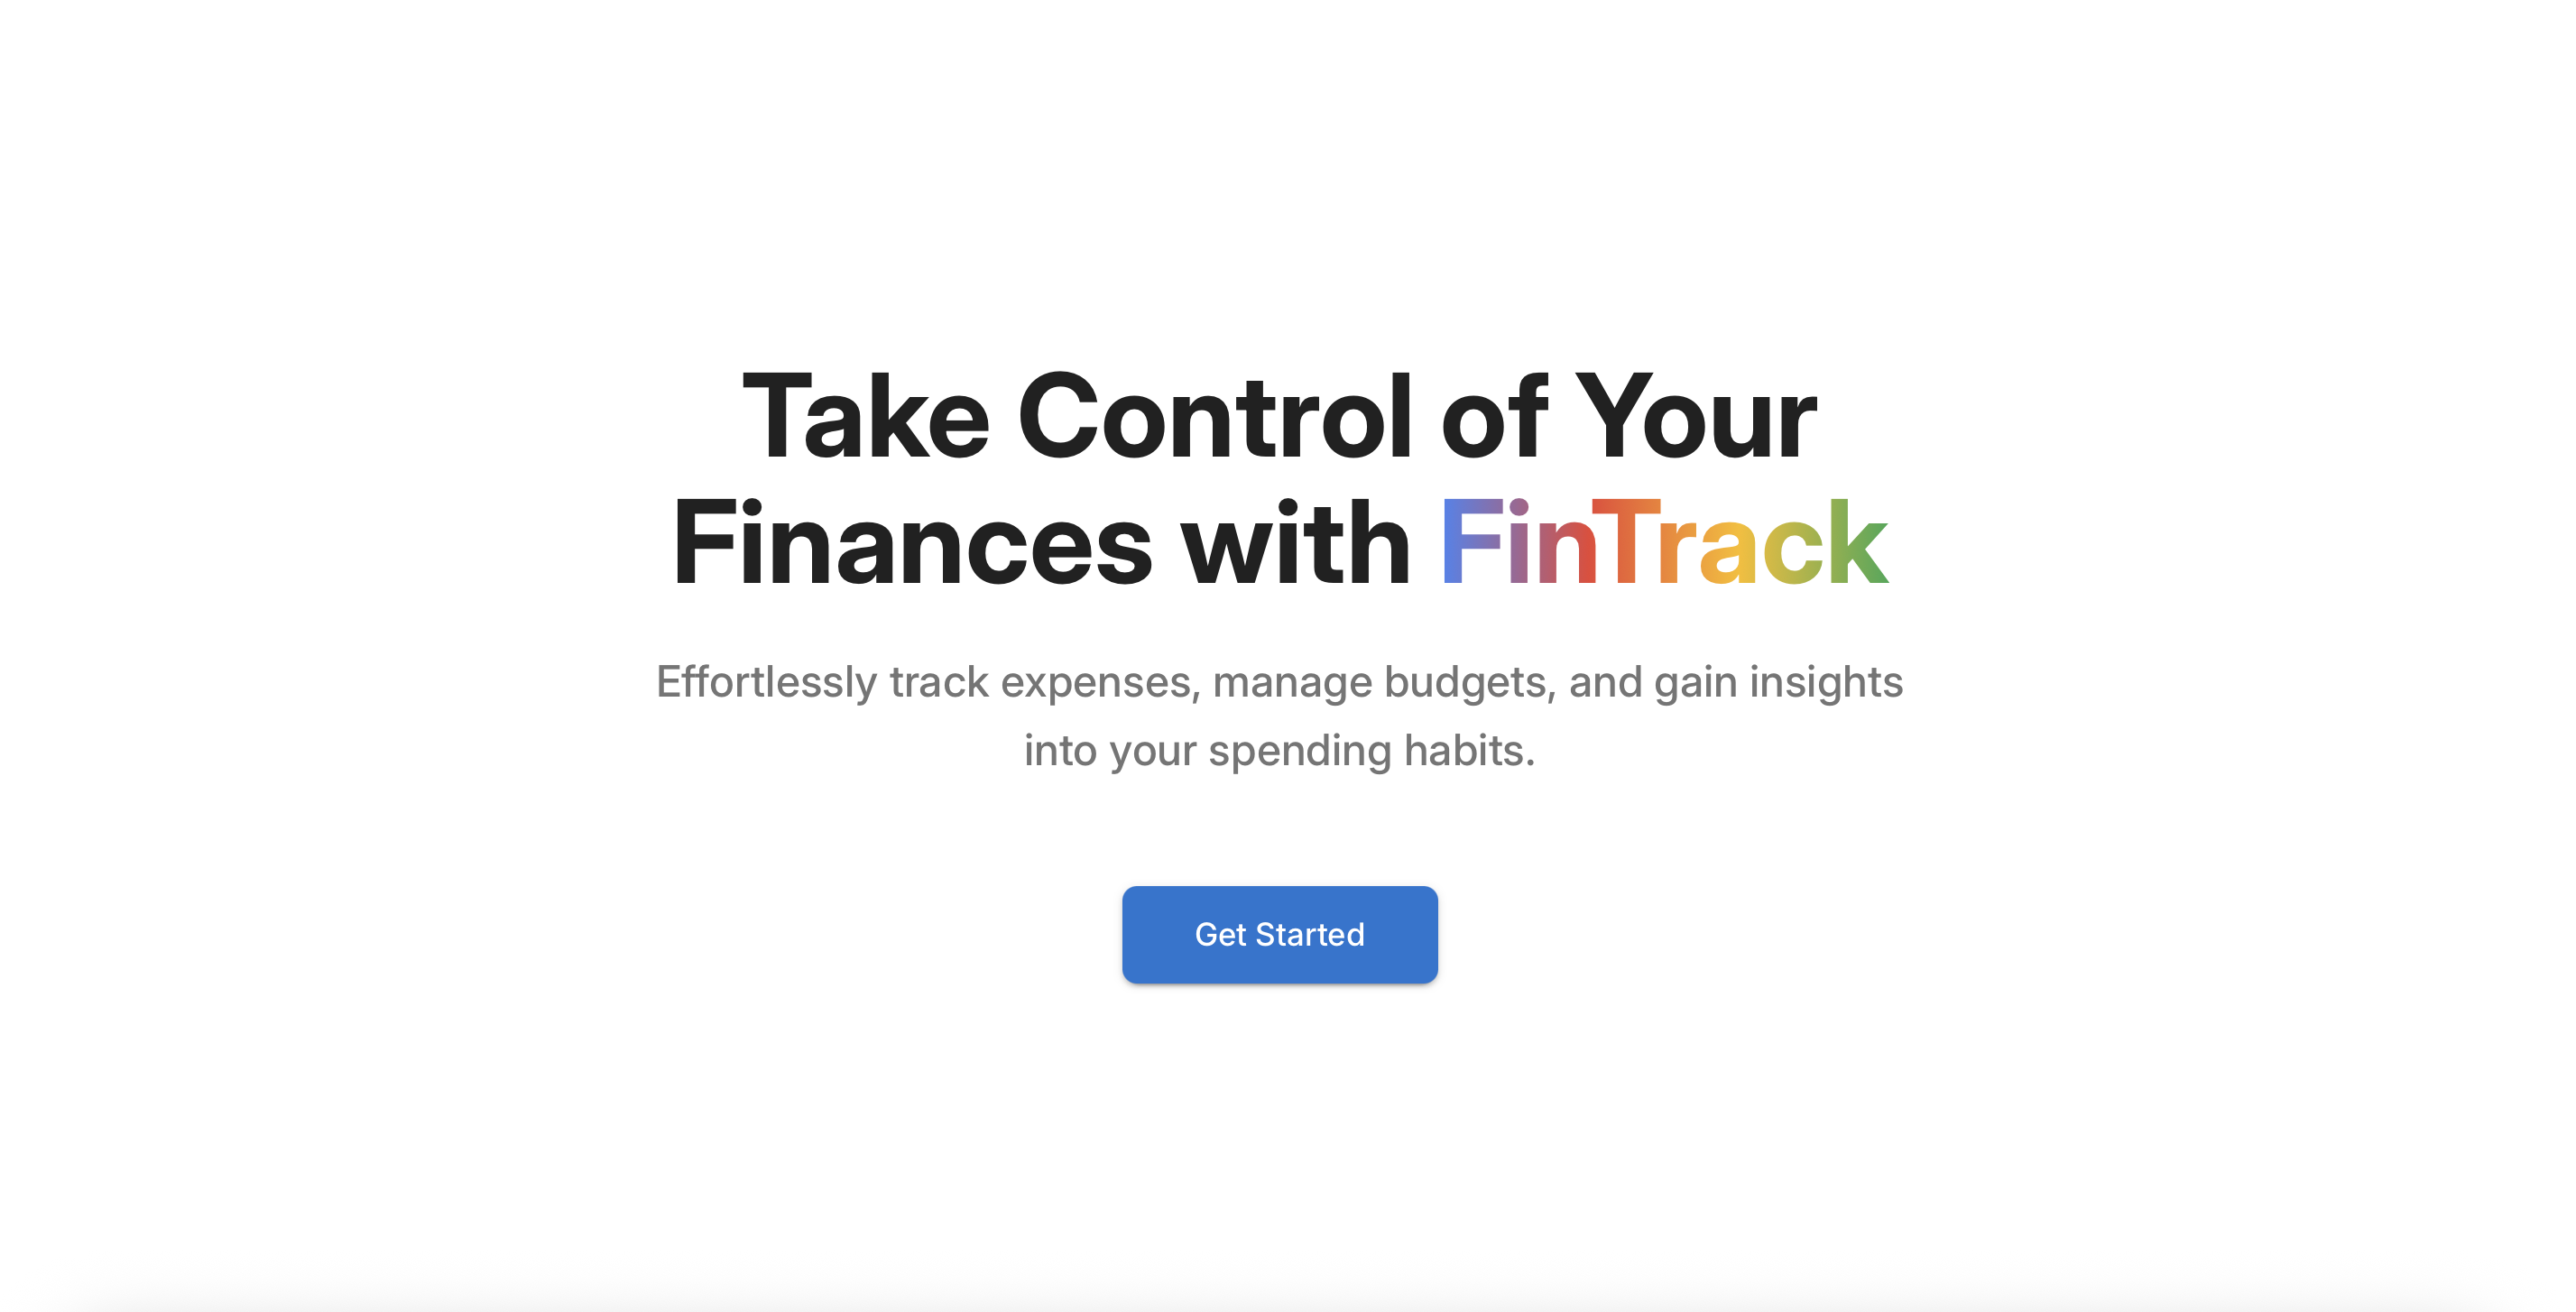 Take Control of Your
Finances with FinTrack
Effortlessly track expenses, manage budgets, and gain insights
into your spending habits.
Get Started